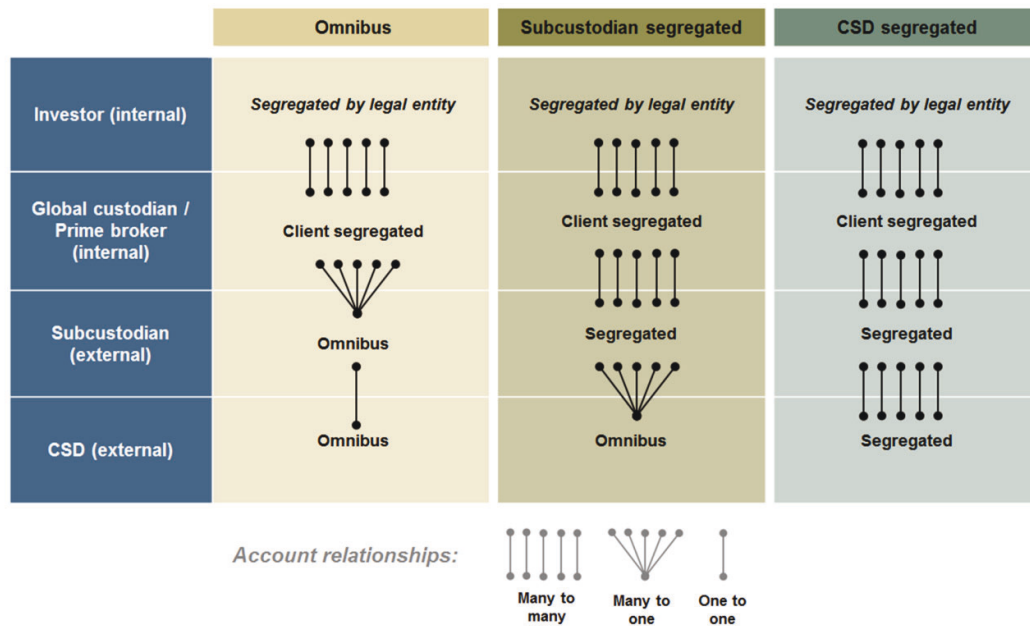 Omnibus
Subcustodian segregated
CSD segregated
Investor (internal)
Segregated by legal entity
Segregated by legal entity
Segregated by legal entity
Global custodian /
Prime broker
(internal)
Client segregated
Client segregated
Client segregated
Subcustodian
(external)
Omnibus
Segregated
Segregated
CSD (external)
Omnibus
Omnibus
Segregated
Account relationships:
Many to
many
Many to
one
One to
one